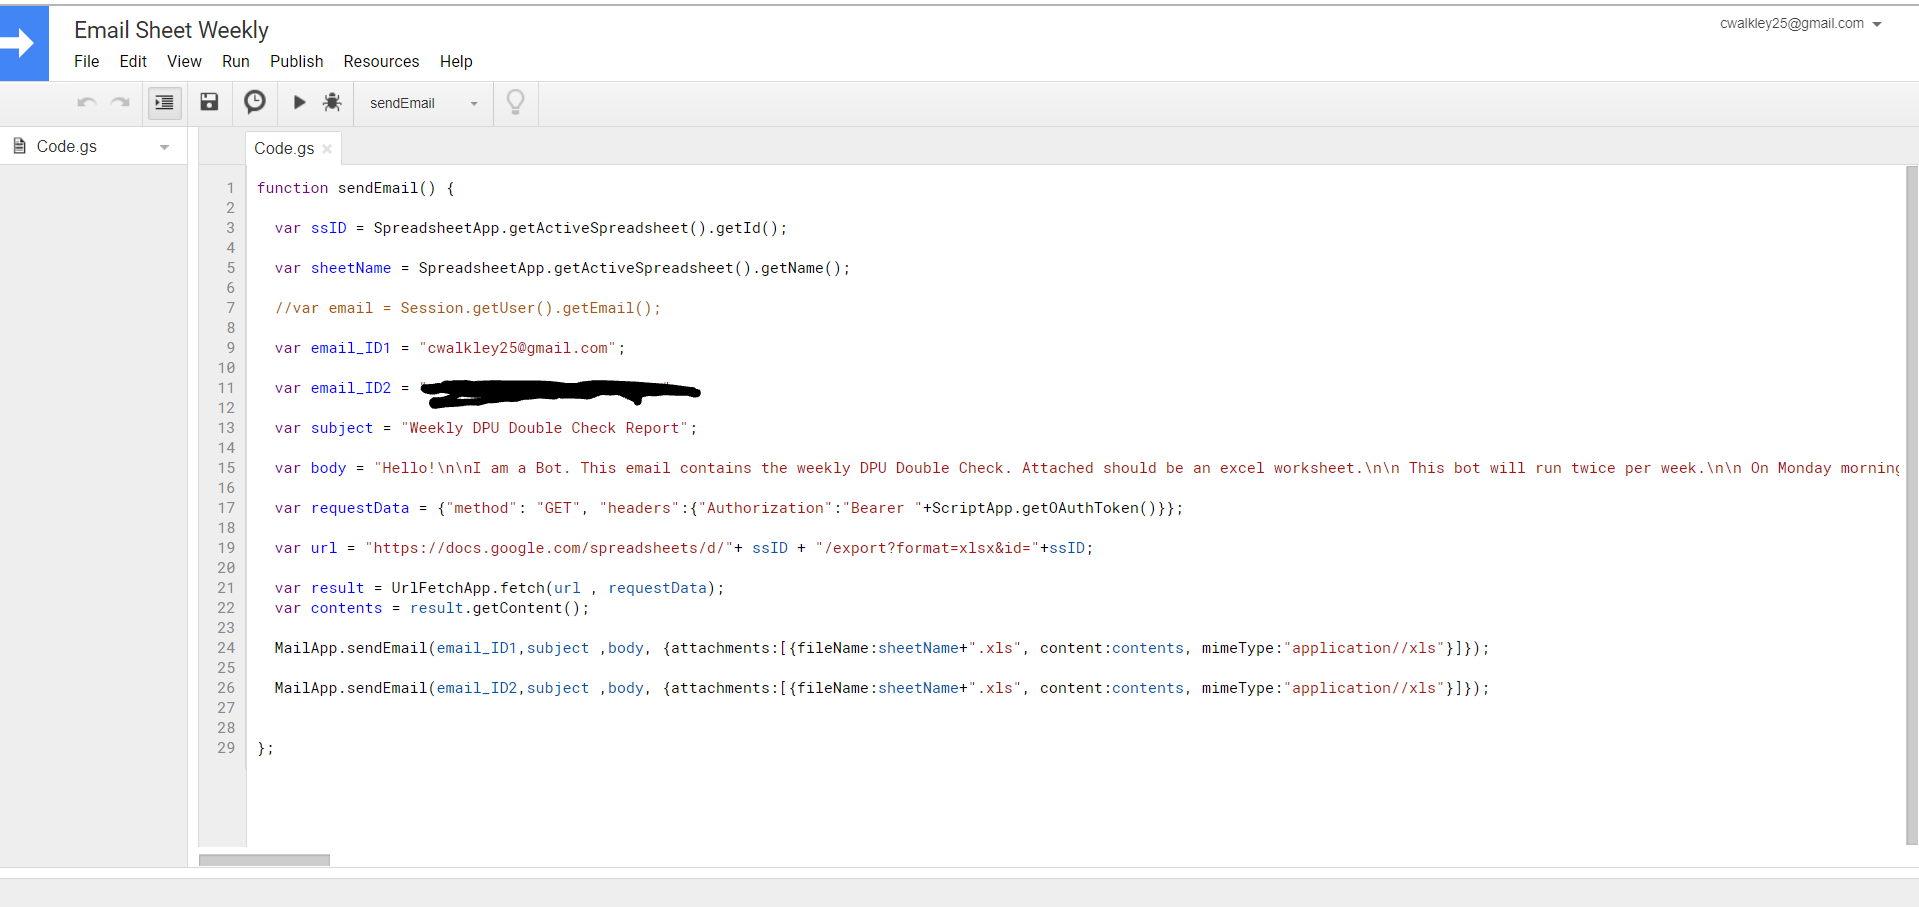 Email Sheet Weekly
cwalkley25@gmail.com
File Edit View Run Publish Resources Help
sendEmail
Code.gs
Code.gs
1 function sendEmail() {
2
3 var ssID = SpreadsheetApp.getActiveSpreadsheet().getId();
4
5 var sheetName = SpreadsheetApp.getActiveSpreadsheet().getName();
6
7 //var email = Session.getUser().getEmail();
8
9 var email_ID1 = "cwalkley25@gmail.com";
10
11 var email_ID2 = "
12
13 var subject = "Weekly DPU Double Check Report";
14
15 var body = "Hello!\n\nI am a Bot. This email contains the weekly DPU Double Check. Attached should be an excel worksheet.\n\n This bot will run twice per week.\n\n On Monday morning
16
17 var requestData = {"method": "GET", "headers":{"Authorization":"Bearer "+ScriptApp.getOAuthToken()}};
18
19 var url = "https://docs.google.com/spreadsheets/d/"+ ssID + "/export?format=xlsx&id="+ssID;
20
21 var result = UrlFetchApp.fetch(url , requestData);
22 var contents = result.getContent();
23
24 MailApp.sendEmail(email_ID1,subject ,body, {attachments:[{fileName:sheetName+".xls", content:contents, mimeType:"application//xls"}]});
25
26 MailApp.sendEmail(email_ID2,subject ,body, {attachments:[{fileName:sheetName+".xls", content:contents, mimeType:"application//xls"}]});
27
28
29 };